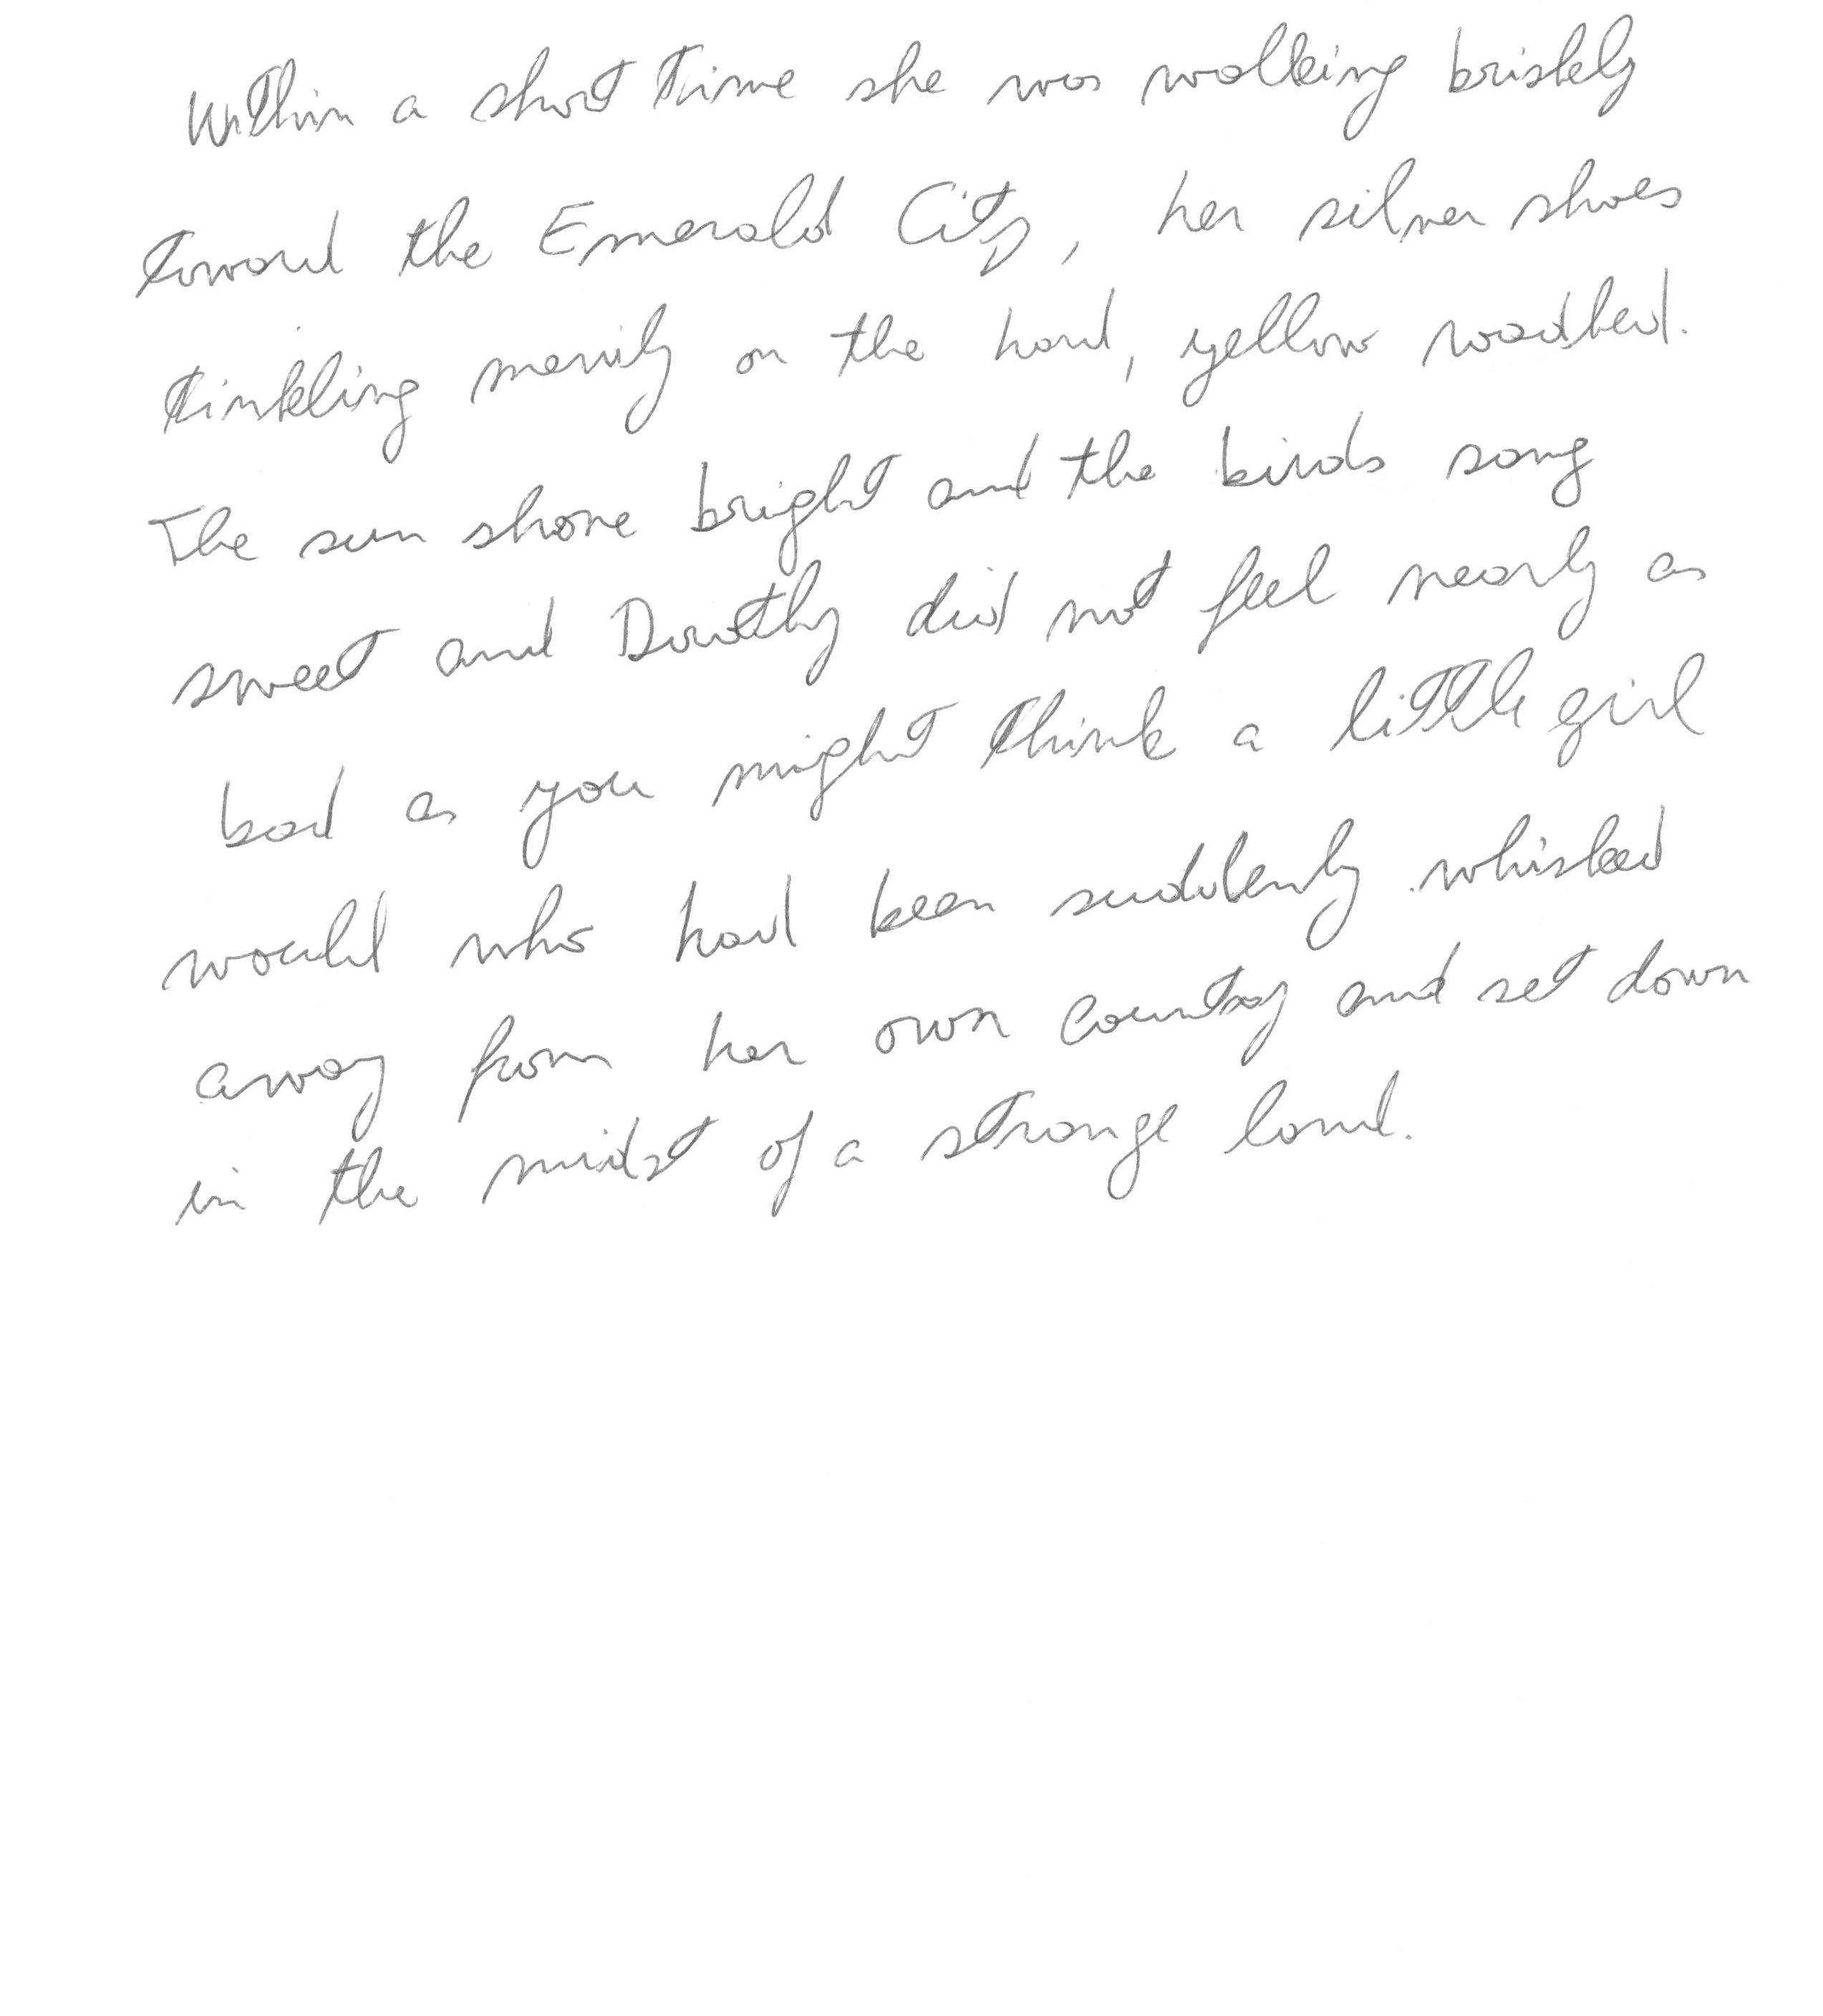 Within a short time she was walking briskly
toward the Emerald City, her silver shoes
tinkling merrily on the hard, yellow roadbed.
The sun shone bright and the birds sang
sweet and Dorothy did not feel nearly as
bad as you might think a little girl
would who had been suddenly whisked
away from her own country and set down
in the midst of a strange land.